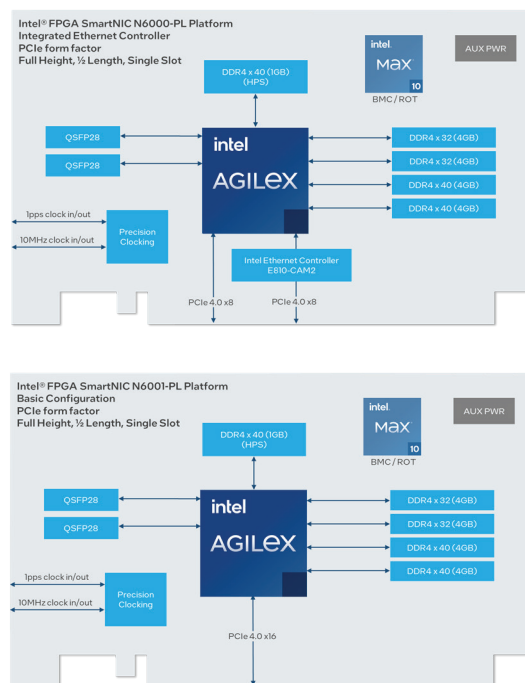 Intel® FPGA SmartNIC N6000-PL Platform
Integrated Ethernet Controller
PCIe form factor
Full Height, ½ Length, Single Slot
intel.
MAX
10
BMC/ROT
AUX PWR
DDR4 x 40 (1GB)
(HPS)
QSFP28
QSFP28
intel
AGILEX
DDR4 x 32 (4GB)
DDR4 x 32 (4GB)
DDR4 x 40 (4GB)
DDR4 x 40 (4GB)
1pps clock in/out
10MHz clock in/out
Precision
Clocking
Intel Ethernet Controller
E810-CAM2
PCIe 4.0 x8
PCIe 4.0 x8
Intel® FPGA SmartNIC N6001-PL Platform
Basic Configuration
PCIe form factor
Full Height, ½ Length, Single Slot
intel.
MAX
10
BMC/ROT
AUX PWR
DDR4 x 40 (1GB)
(HPS)
QSFP28
QSFP28
intel
AGILEX
DDR4 x 32 (4GB)
DDR4 x 32 (4GB)
DDR4 x 40 (4GB)
DDR4 x 40 (4GB)
1pps clock in/out
10MHz clock in/out
Precision
Clocking
PCIe 4.0 x16